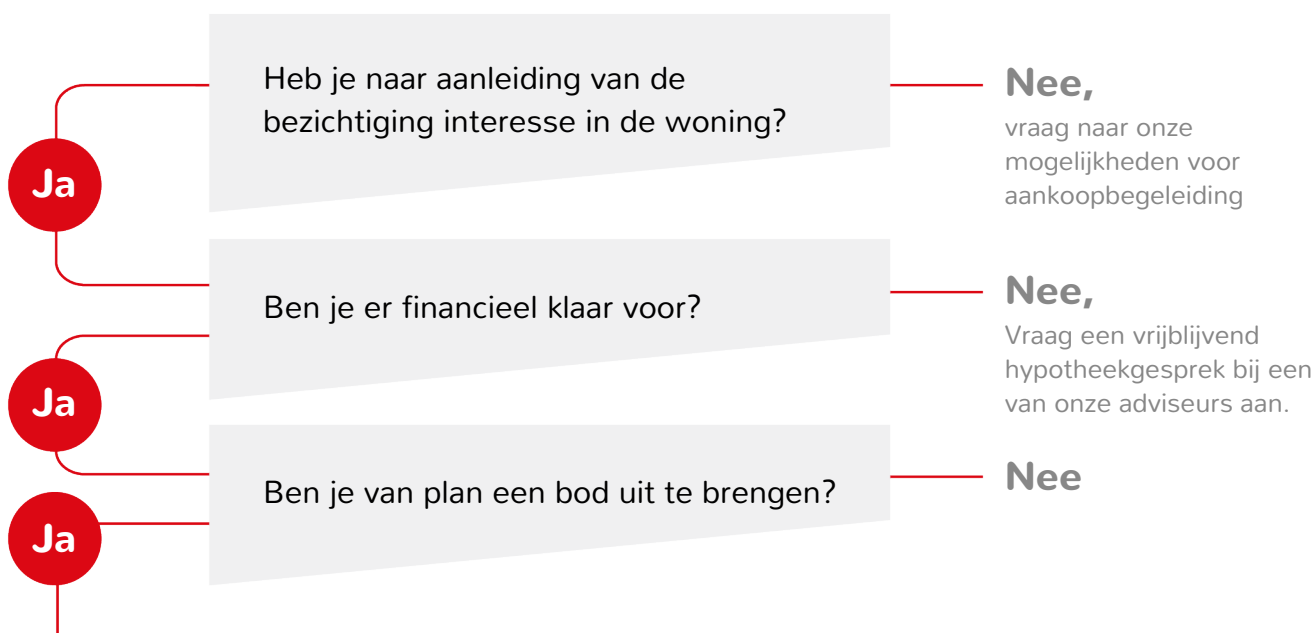 Heb je naar aanleiding van de
bezichtiging interesse in de woning?
Nee,
vraag naar onze
mogelijkheden voor
aankoopbegeleiding
Ja
Ben je er financieel klaar voor?
Nee,
Vraag een vrijblijvend
hypotheekgesprek bij een
van onze adviseurs aan.
Ja
Ben je van plan een bod uit te brengen?
Nee
Ja